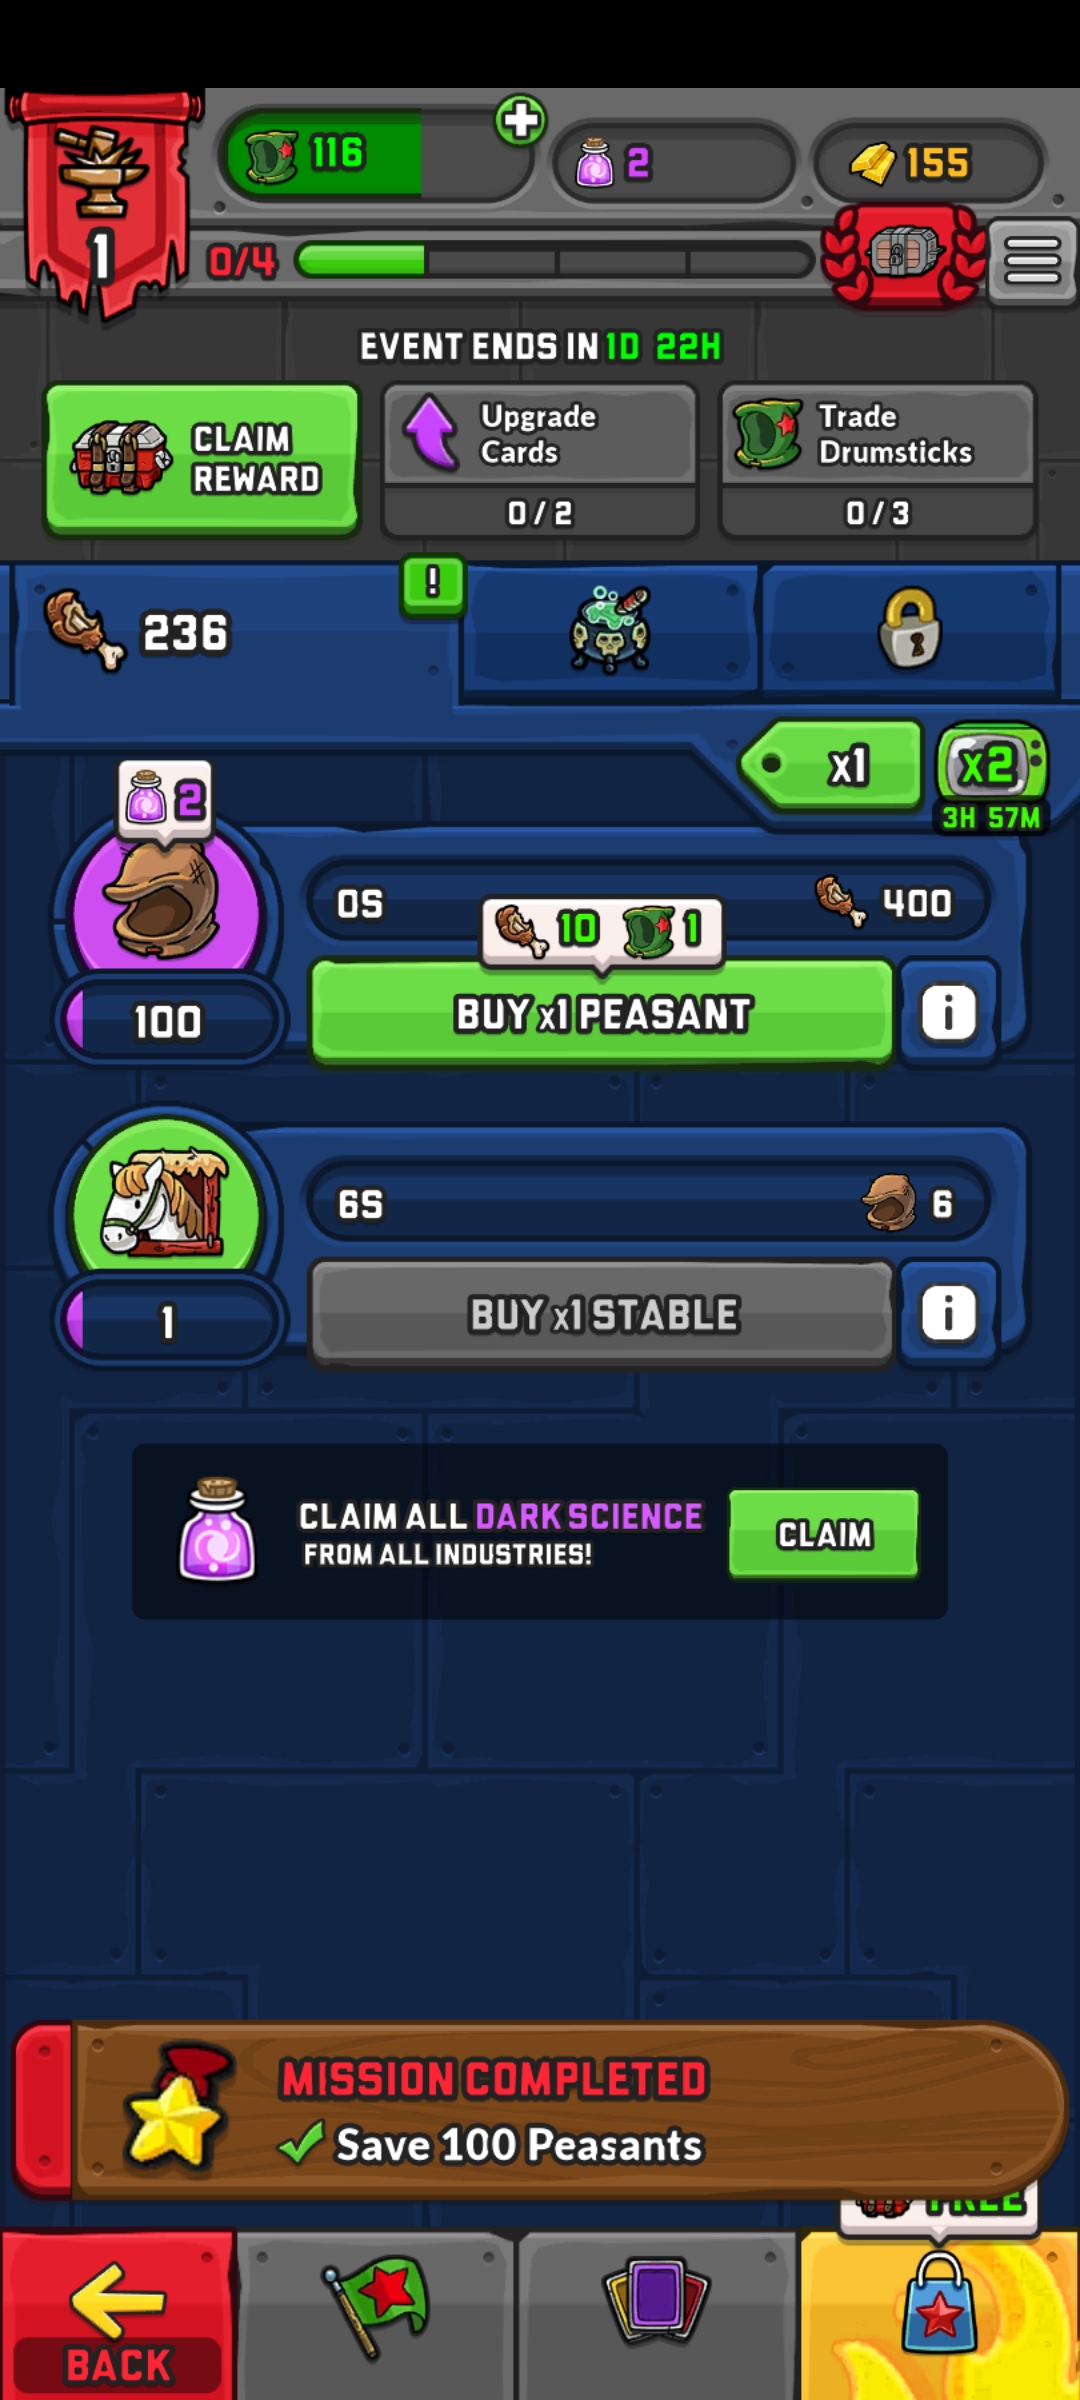 116
2
155
1
0/4
EVENT ENDS IN 1D 22H
CLAIM
REWARD
Upgrade
Cards
0/2
Trade
Drumsticks
0/3
236
!
x1
x2
3H 57M
2
0S
400
10 1
100
BUY x1 PEASANT
i
6S
6
1
BUY x1 STABLE
i
CLAIM ALL DARK SCIENCE
FROM ALL INDUSTRIES!
CLAIM
MISSION COMPLETED
Save 100 Peasants
FREE
BACK